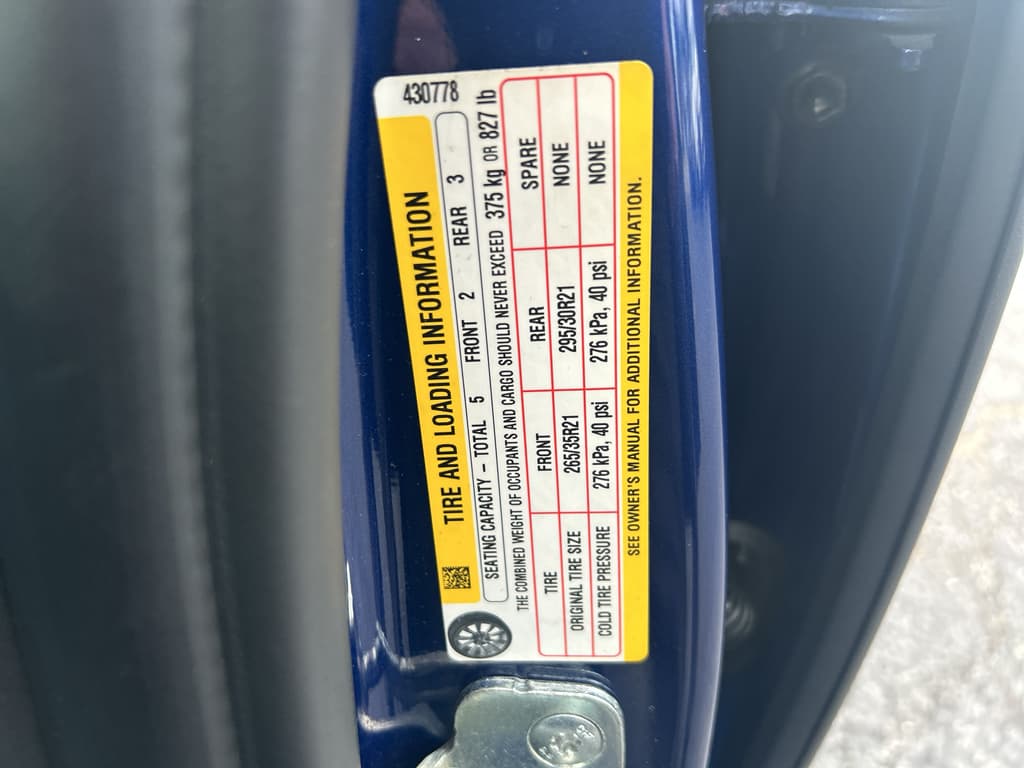 430778
TIRE AND LOADING INFORMATION
SEATING CAPACITY – TOTAL 5 FRONT 2 REAR 3
THE COMBINED WEIGHT OF OCCUPANTS AND CARGO SHOULD NEVER EXCEED 375 kg OR 827 lb
TIRE FRONT REAR SPARE
ORIGINAL TIRE SIZE 265/35R21 295/30R21 NONE
COLD TIRE PRESSURE 276 kPa, 40 psi 276 kPa, 40 psi NONE
SEE OWNER'S MANUAL FOR ADDITIONAL INFORMATION.